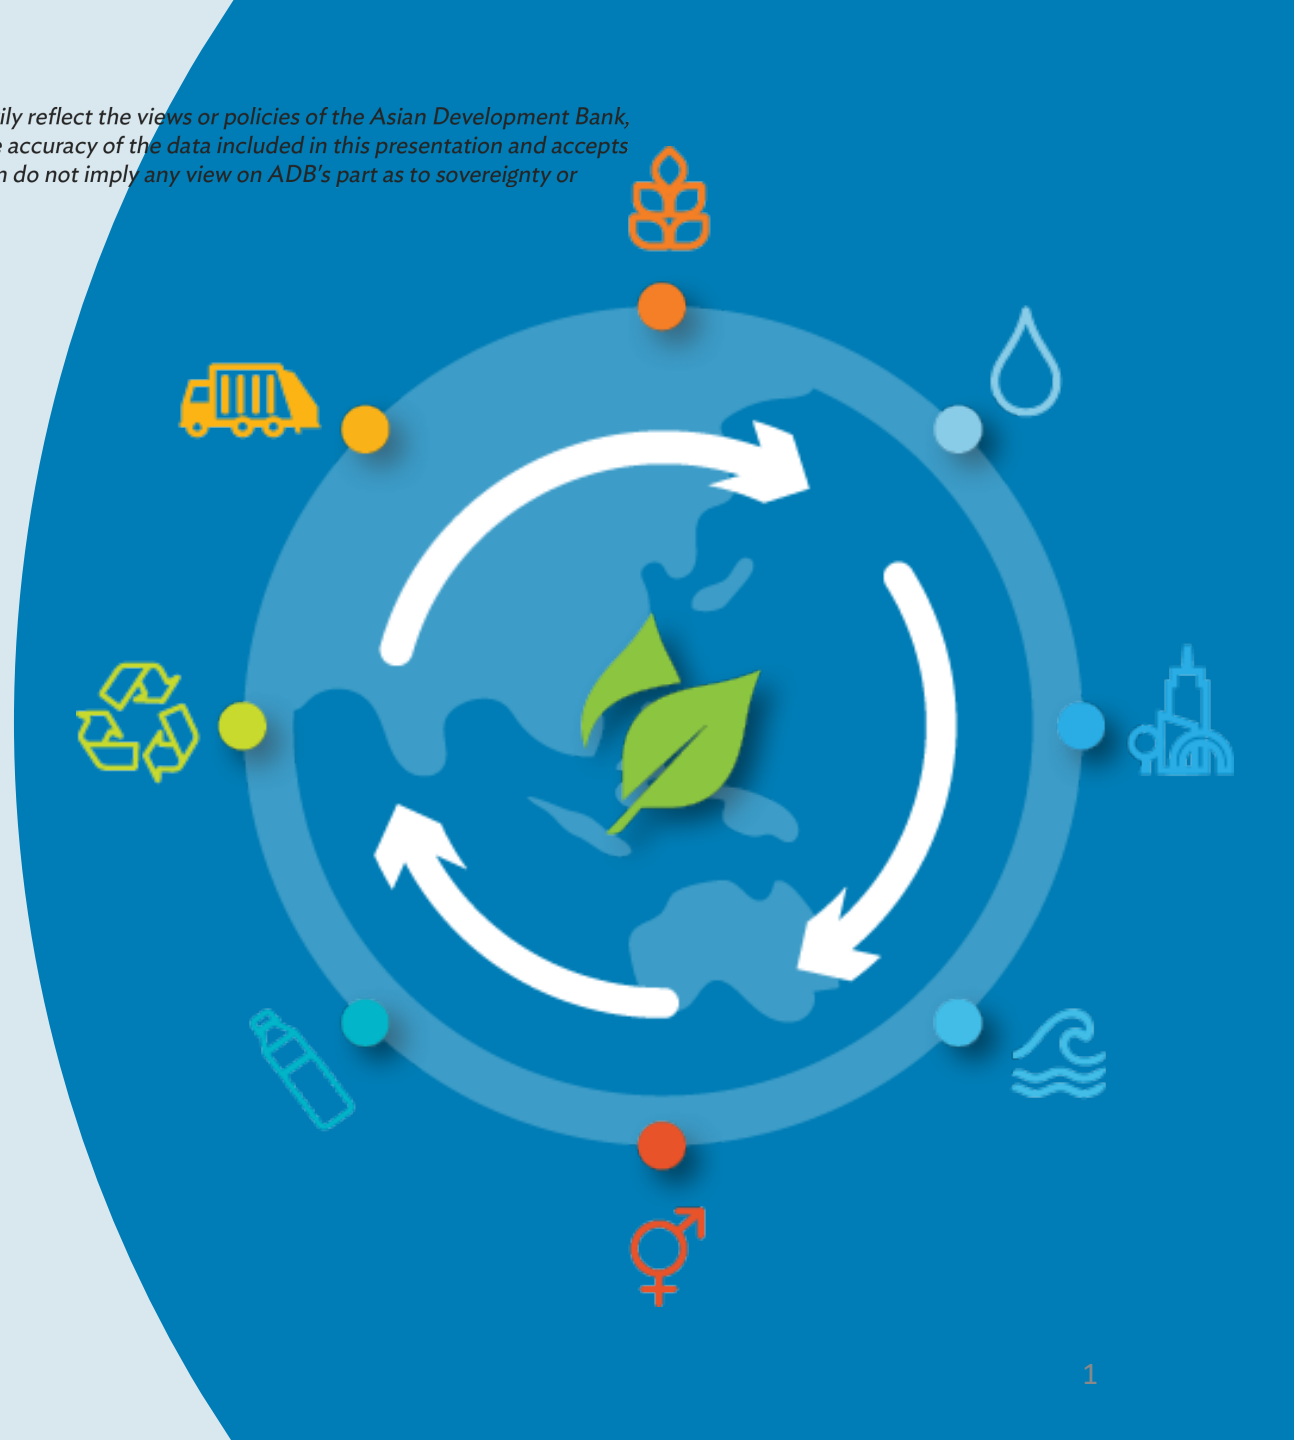 reflect the views or policies of the Asian Development Bank,
accuracy of the data included in this presentation and accepts
do not imply any view on ADB's part as to sovereignty or
1